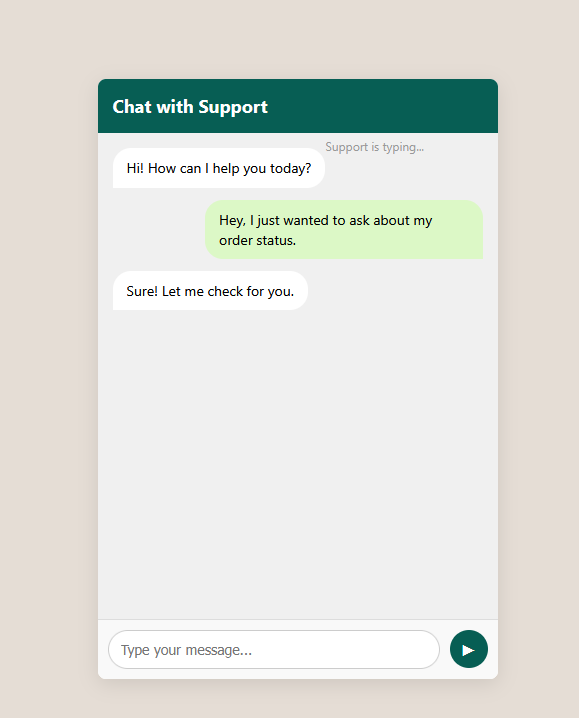 Chat with Support
Support is typing...
Hi! How can I help you today?
Hey, I just wanted to ask about my
order status.
Sure! Let me check for you.
Type your message...